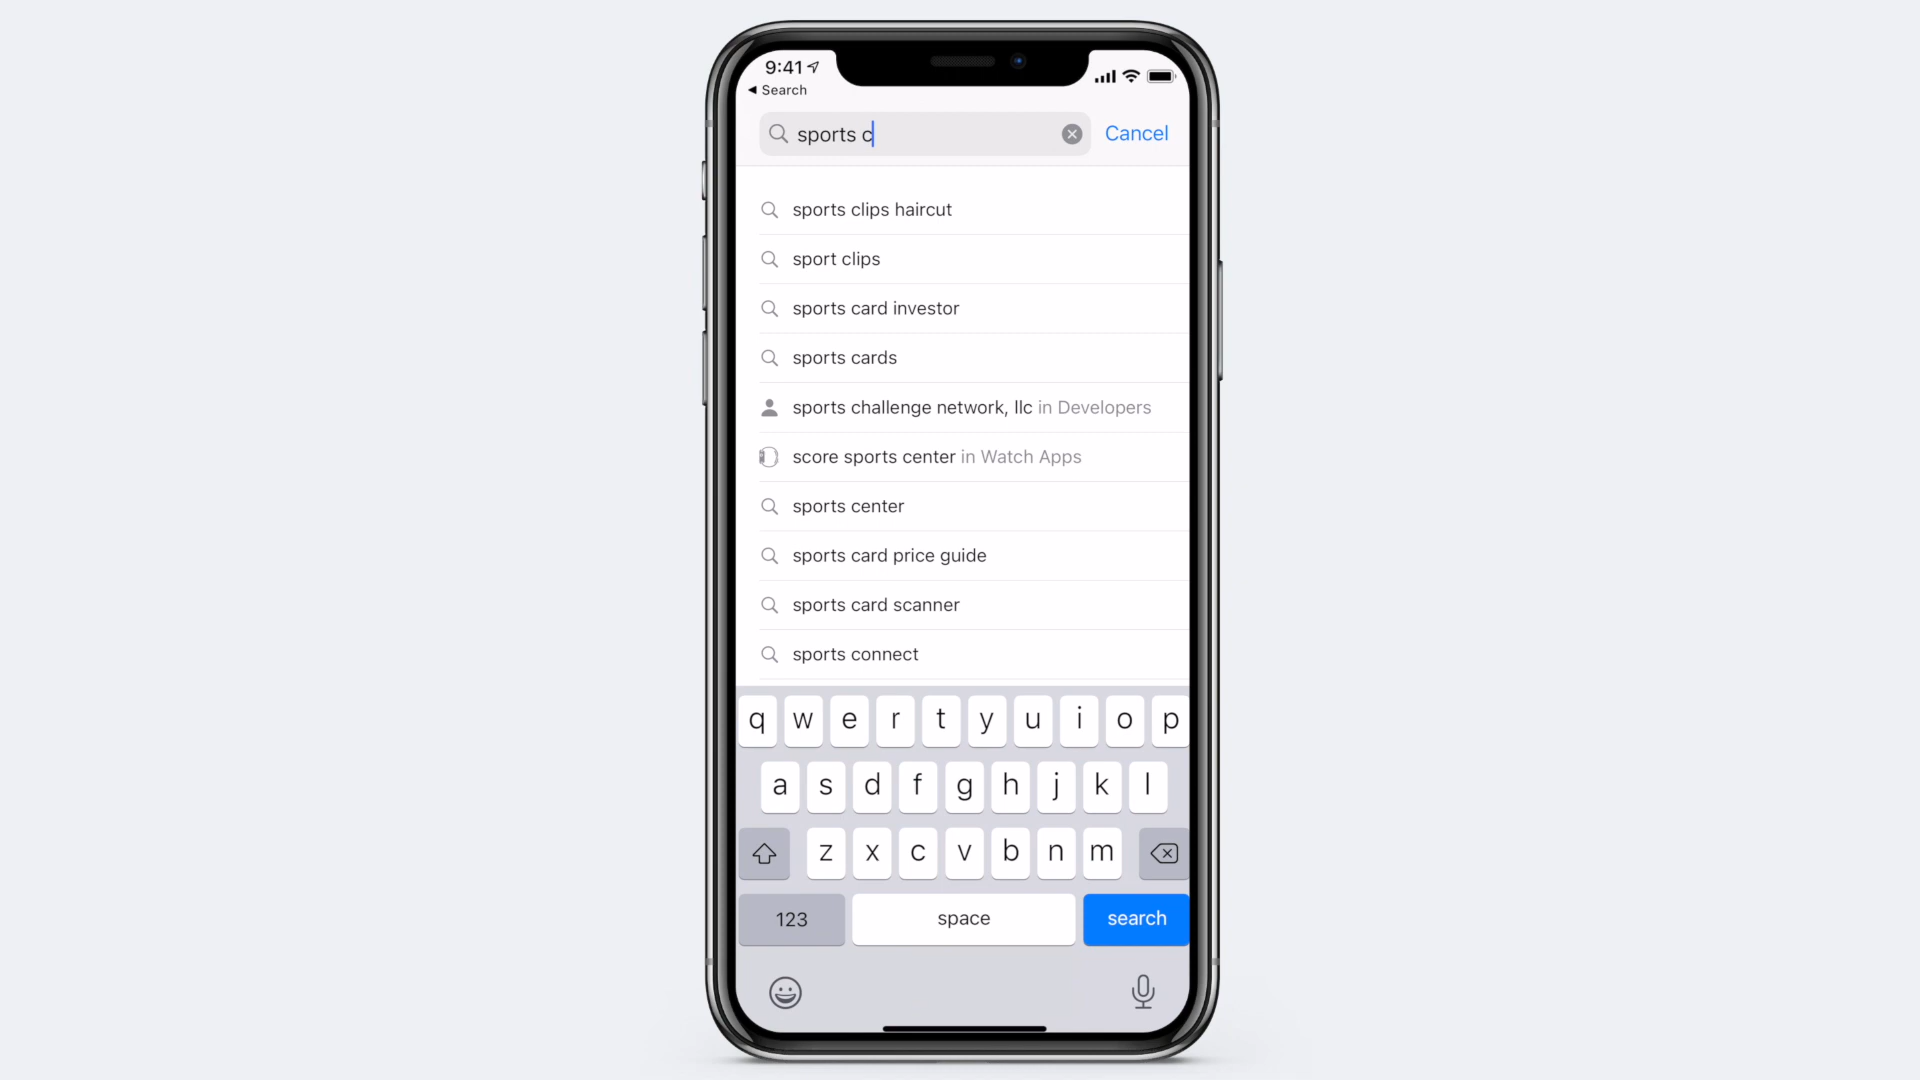 9:41
◀ Search
sports c
Cancel
sports clips haircut
sport clips
sports card investor
sports cards
sports challenge network, llc in Developers
score sports center in Watch Apps
sports center
sports card price guide
sports card scanner
sports connect
q w e r t y u i o p
a s d f g h j k l
z x c v b n m
123 space search